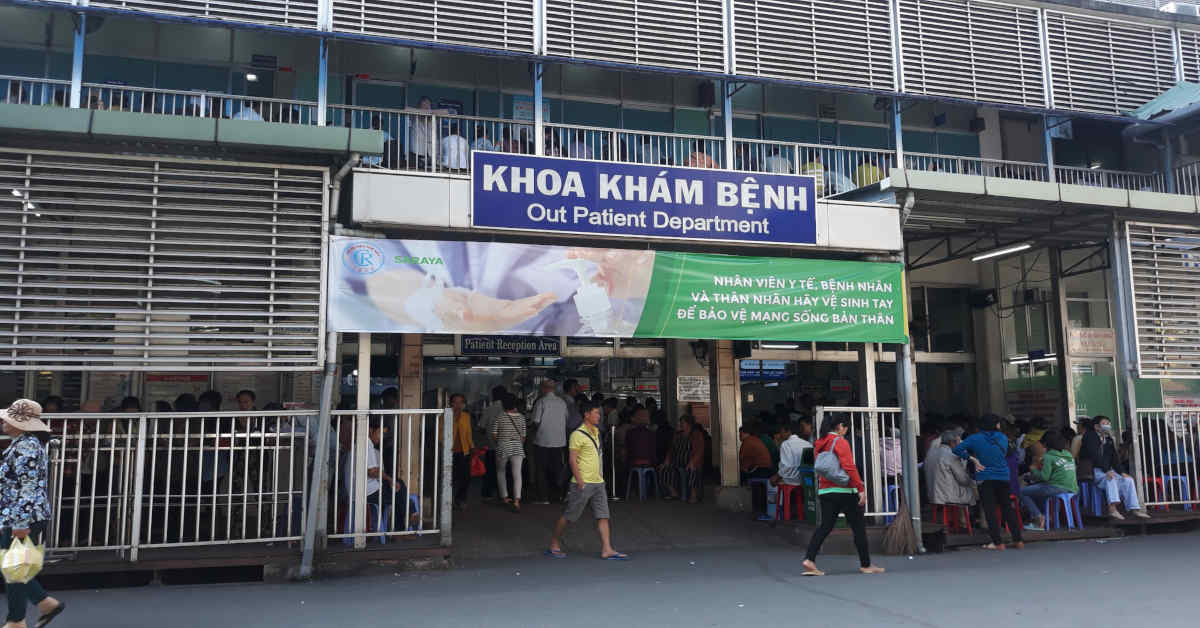 KHOA KHÁM BỆNH
Out Patient Department
SARAYA
NHÂN VIÊN Y TẾ, BỆNH NHÂN
VÀ THÂN NHÂN HÃY VỆ SINH TAY
ĐỂ BẢO VỆ MẠNG SỐNG BẢN THÂN
Patient Reception Area